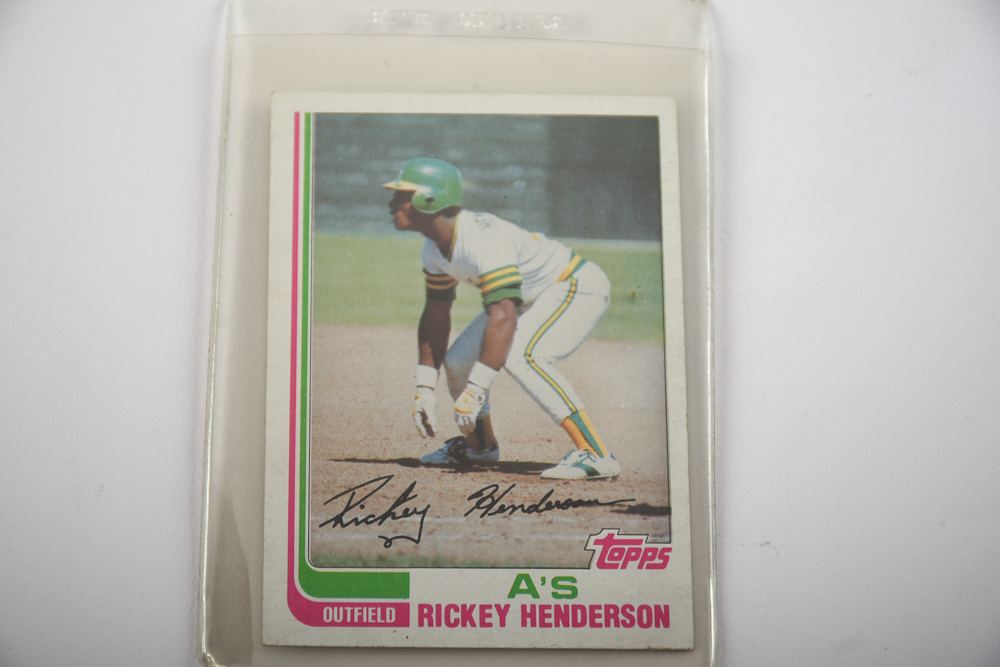 Rickey Henderson
Topps
A's
OUTFIELD RICKEY HENDERSON